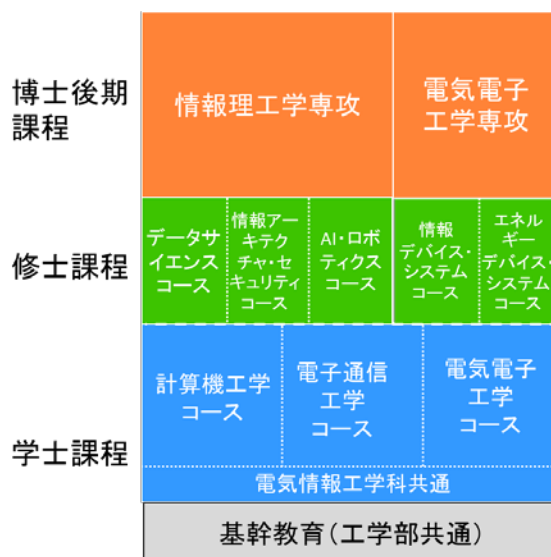 博士後期
課程
情報理工学専攻
電気電子
工学専攻
修士課程
データサ
イエンス
コース
情報アー
キテク
チャ・セ
キュリティ
コース
AI・ロボ
ティクス
コース
情報
デバイス・
システム
コース
エネル
ギー
デバイス・
システム
コース
学士課程
計算機工学
コース
電子通信
工学
コース
電気電子
工学
コース
電気情報工学科共通
基幹教育（工学部共通）